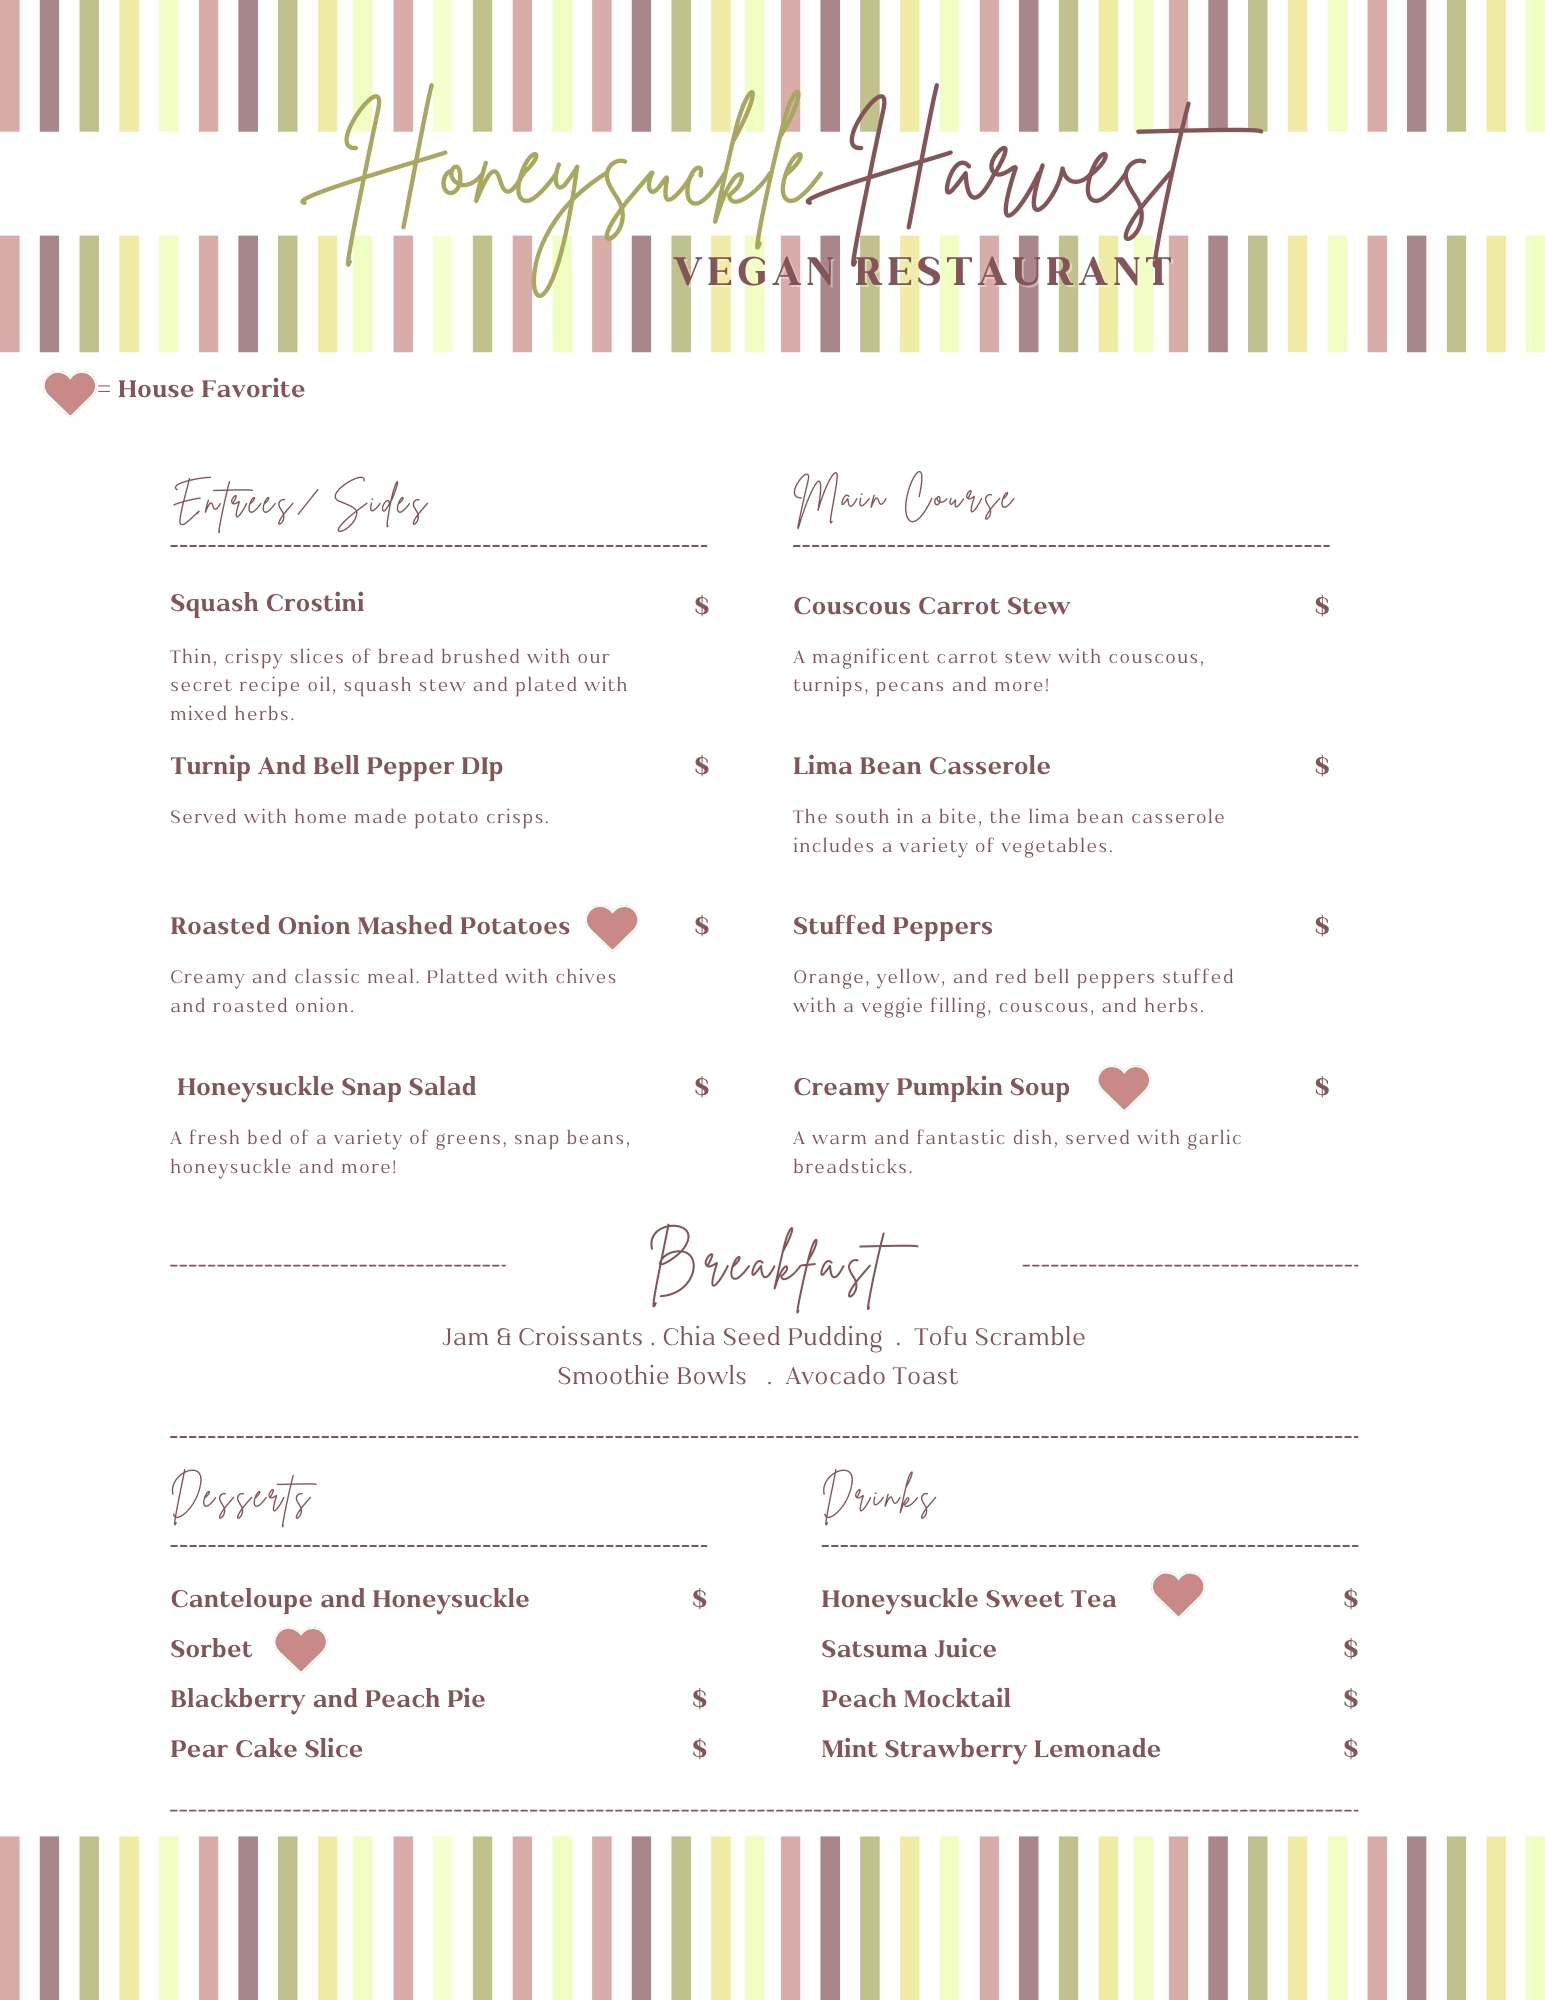 Honeysuckle Harvest
VEGAN RESTAURANT
= House Favorite
Entrees/ Sides
Squash Crostini $
Thin, crispy slices of bread brushed with our
secret recipe oil, squash stew and plated with
mixed herbs.
Turnip And Bell Pepper DIp $
Served with home made potato crisps.
Roasted Onion Mashed Potatoes $
Creamy and classic meal. Platted with chives
and roasted onion.
Honeysuckle Snap Salad $
A fresh bed of a variety of greens, snap beans,
honeysuckle and more!
Main Course
Couscous Carrot Stew $
A magnificent carrot stew with couscous,
turnips, pecans and more!
Lima Bean Casserole $
The south in a bite, the lima bean casserole
includes a variety of vegetables.
Stuffed Peppers $
Orange, yellow, and red bell peppers stuffed
with a veggie filling, couscous, and herbs.
Creamy Pumpkin Soup $
A warm and fantastic dish, served with garlic
breadsticks.
Breakfast
Jam & Croissants . Chia Seed Pudding . Tofu Scramble
Smoothie Bowls . Avocado Toast
Desserts
Canteloupe and Honeysuckle $
Sorbet
Blackberry and Peach Pie $
Pear Cake Slice $
Drinks
Honeysuckle Sweet Tea $
Satsuma Juice $
Peach Mocktail $
Mint Strawberry Lemonade $